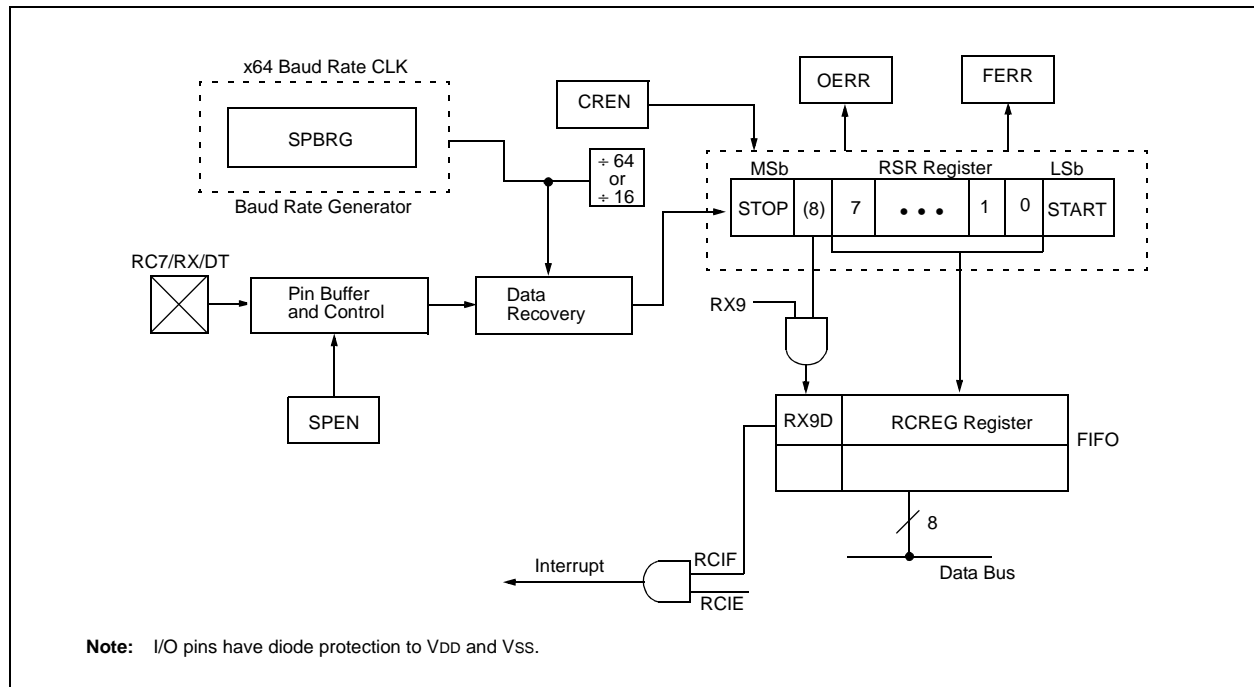 x64 Baud Rate CLK
SPBRG
Baud Rate Generator
CREN
OERR
FERR
÷ 64
or
÷ 16
MSb
RSR Register
LSb
STOP (8) 7 • • • 1 0 START
RC7/RX/DT
Pin Buffer
and Control
Data
Recovery
RX9
SPEN
RX9D
RCREG Register
FIFO
8
Data Bus
Interrupt
RCIF
RCIE
Note: I/O pins have diode protection to VDD and VSS.